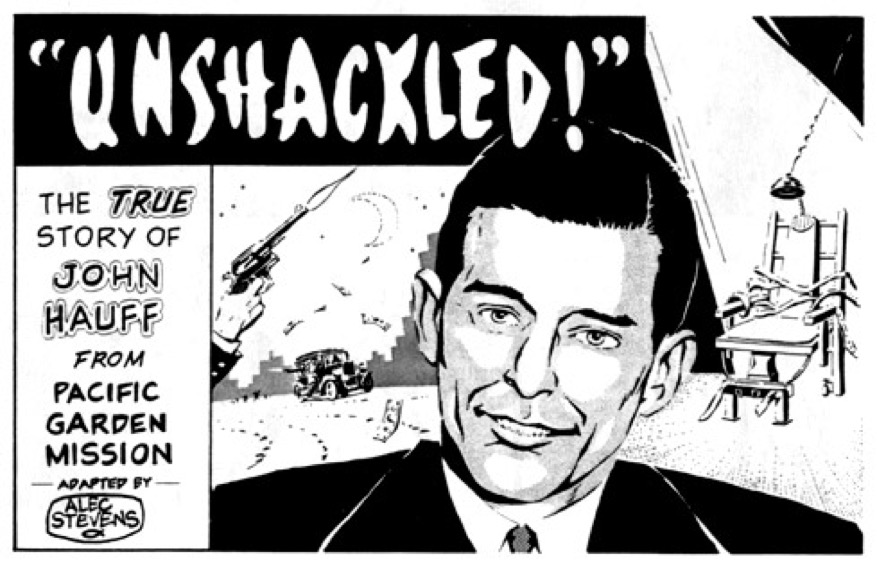 "UNSHACKLED!"
THE TRUE
STORY OF
JOHN
HAUFF
FROM
PACIFIC
GARDEN
MISSION
ADAPTED BY
ALEC
STEVENS